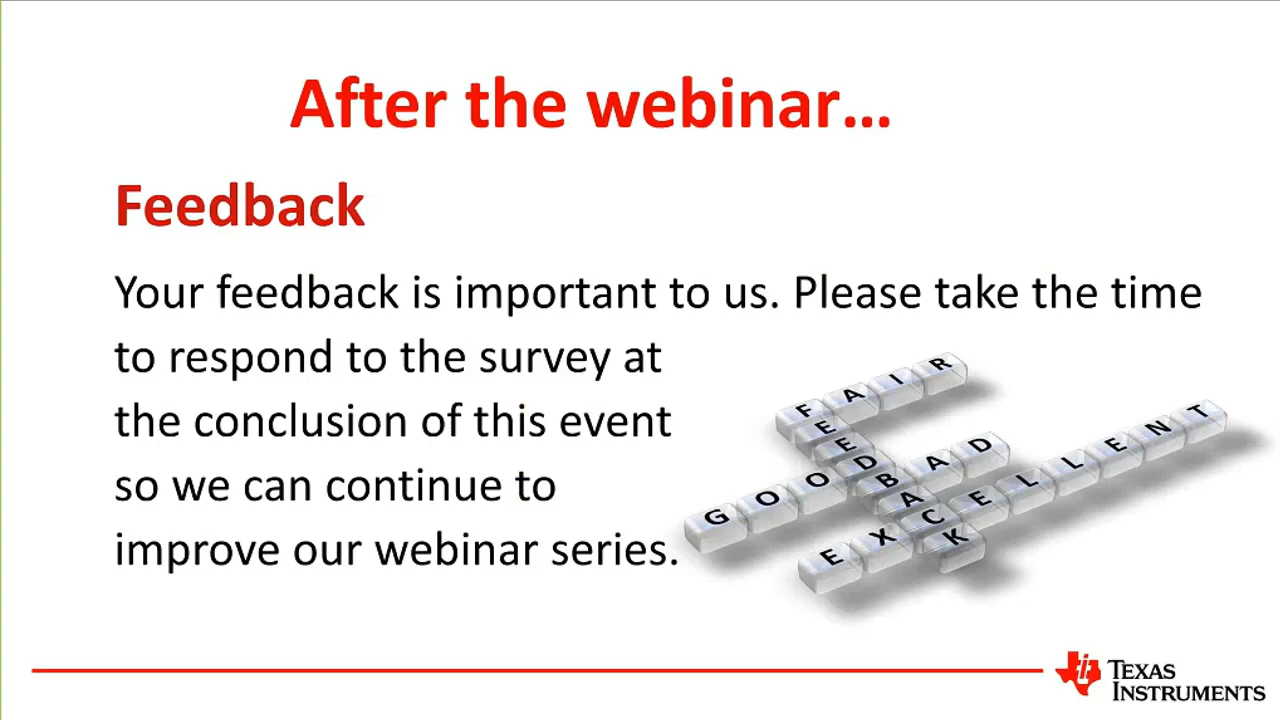 After the webinar...
Feedback
Your feedback is important to us. Please take the time
to respond to the survey at
the conclusion of this event
so we can continue to
improve our webinar series.
FAIR
FEEDBACK
GOOD
BAD
EXCELLENT
TEXAS
INSTRUMENTS